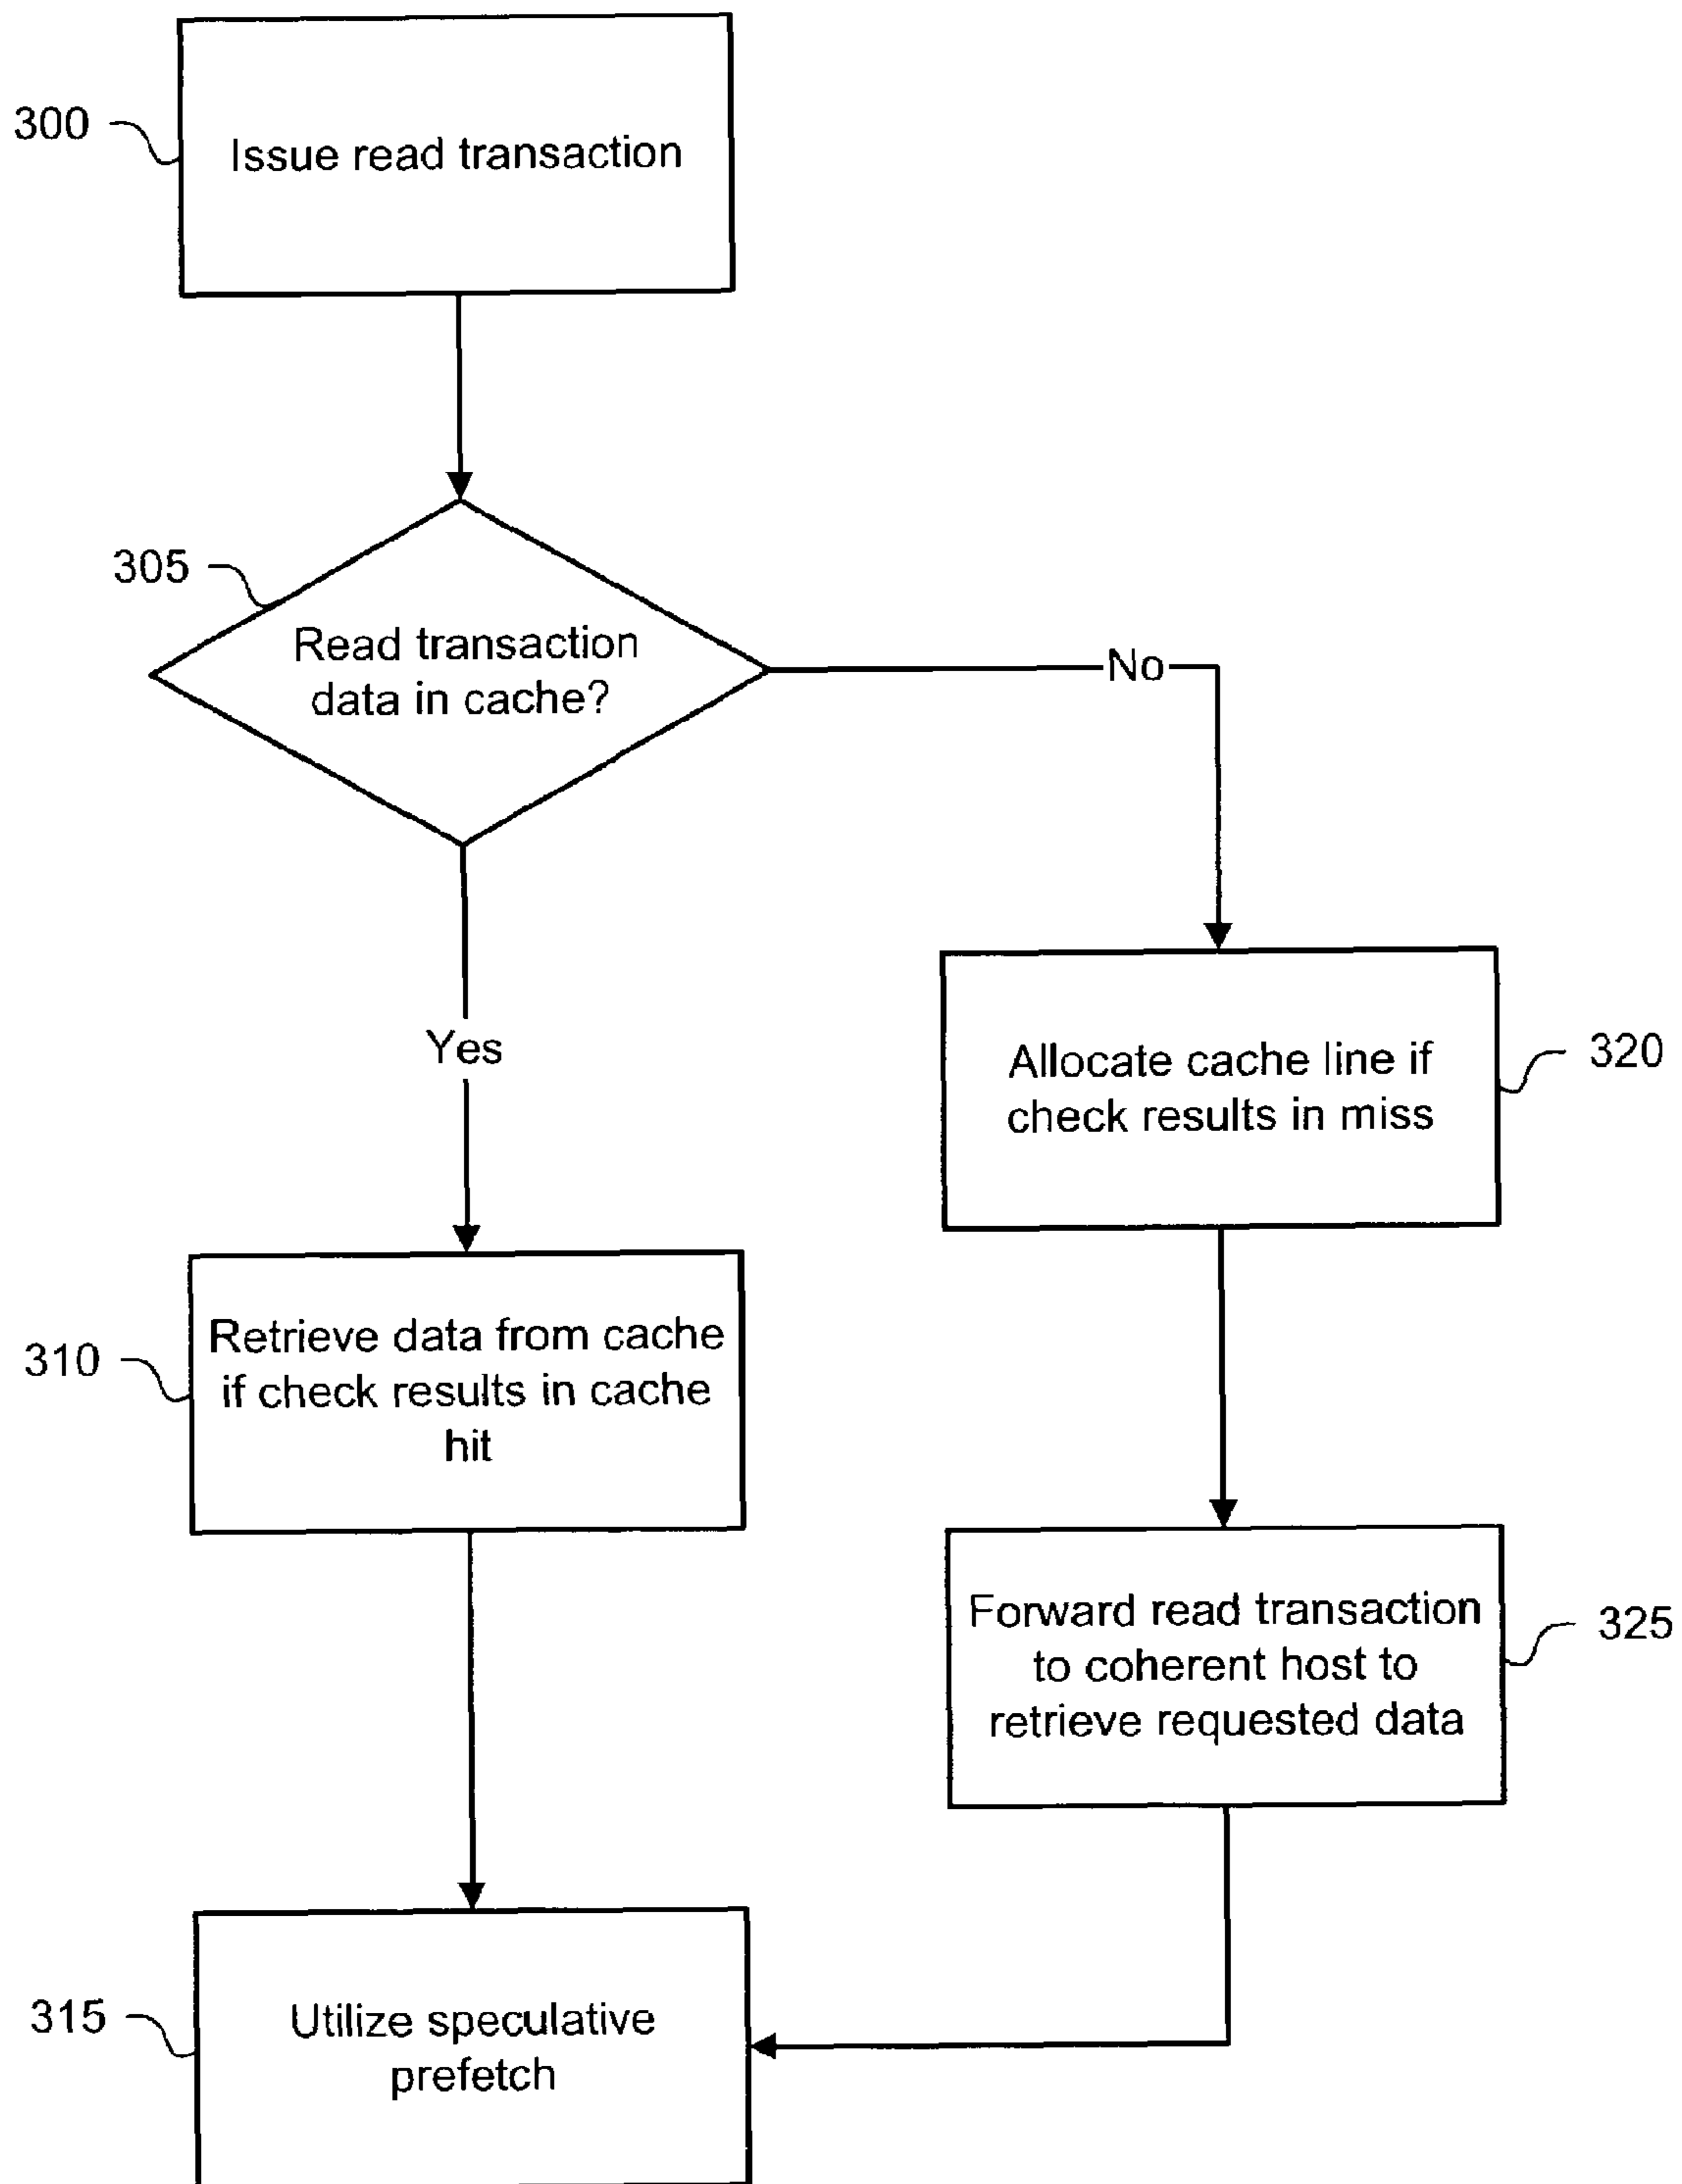 300
Issue read transaction
305
Read transaction
data in cache?
No
Yes
Allocate cache line if
check results in miss
320
310
Retrieve data from cache
if check results in cache
hit
Forward read transaction
to coherent host to
retrieve requested data
325
315
Utilize speculative
prefetch